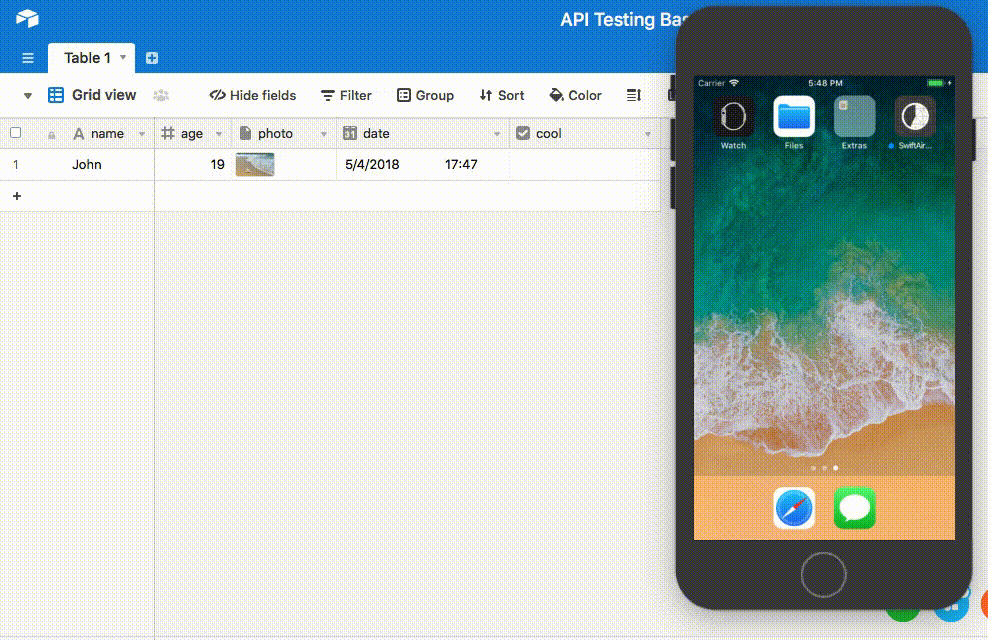 API Testing Bas
Table 1
Grid view
Hide fields
Filter
Group
Sort
Color
name
age
photo
date
cool
1
John
19
5/4/2018
17:47
+
Carrier
5:48 PM
Watch
Files
Extras
SwiftAir...